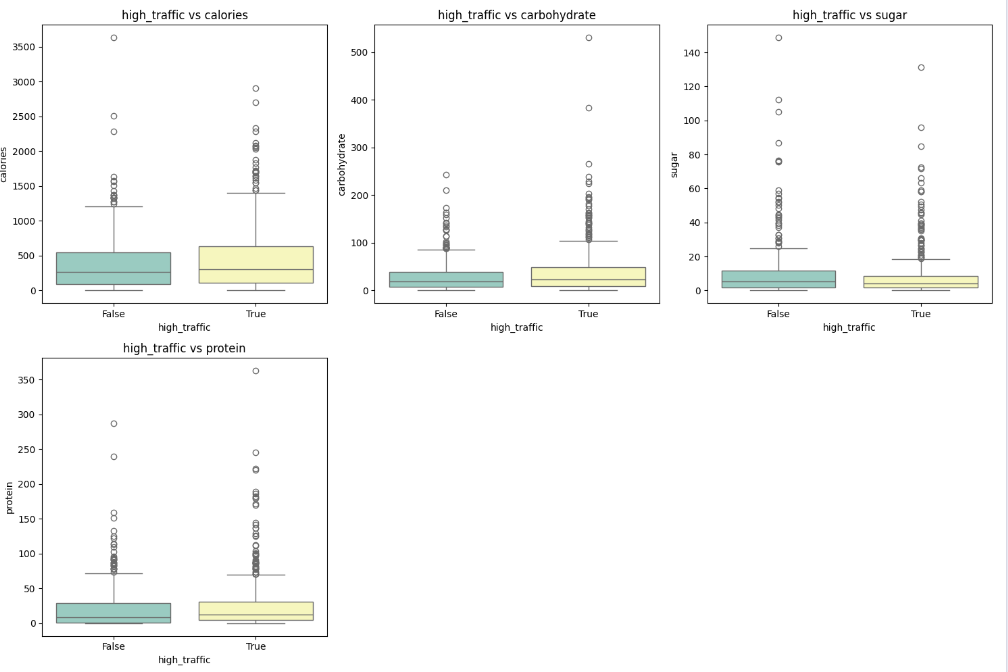 high_traffic vs calories
3500
3000
2500
2000
1500
1000
500
0
calories
False
True
high_traffic
high_traffic vs carbohydrate
500
400
300
200
100
0
carbohydrate
False
True
high_traffic
high_traffic vs sugar
140
120
100
80
60
40
20
0
sugar
False
True
high_traffic
high_traffic vs protein
350
300
250
200
150
100
50
0
protein
False
True
high_traffic